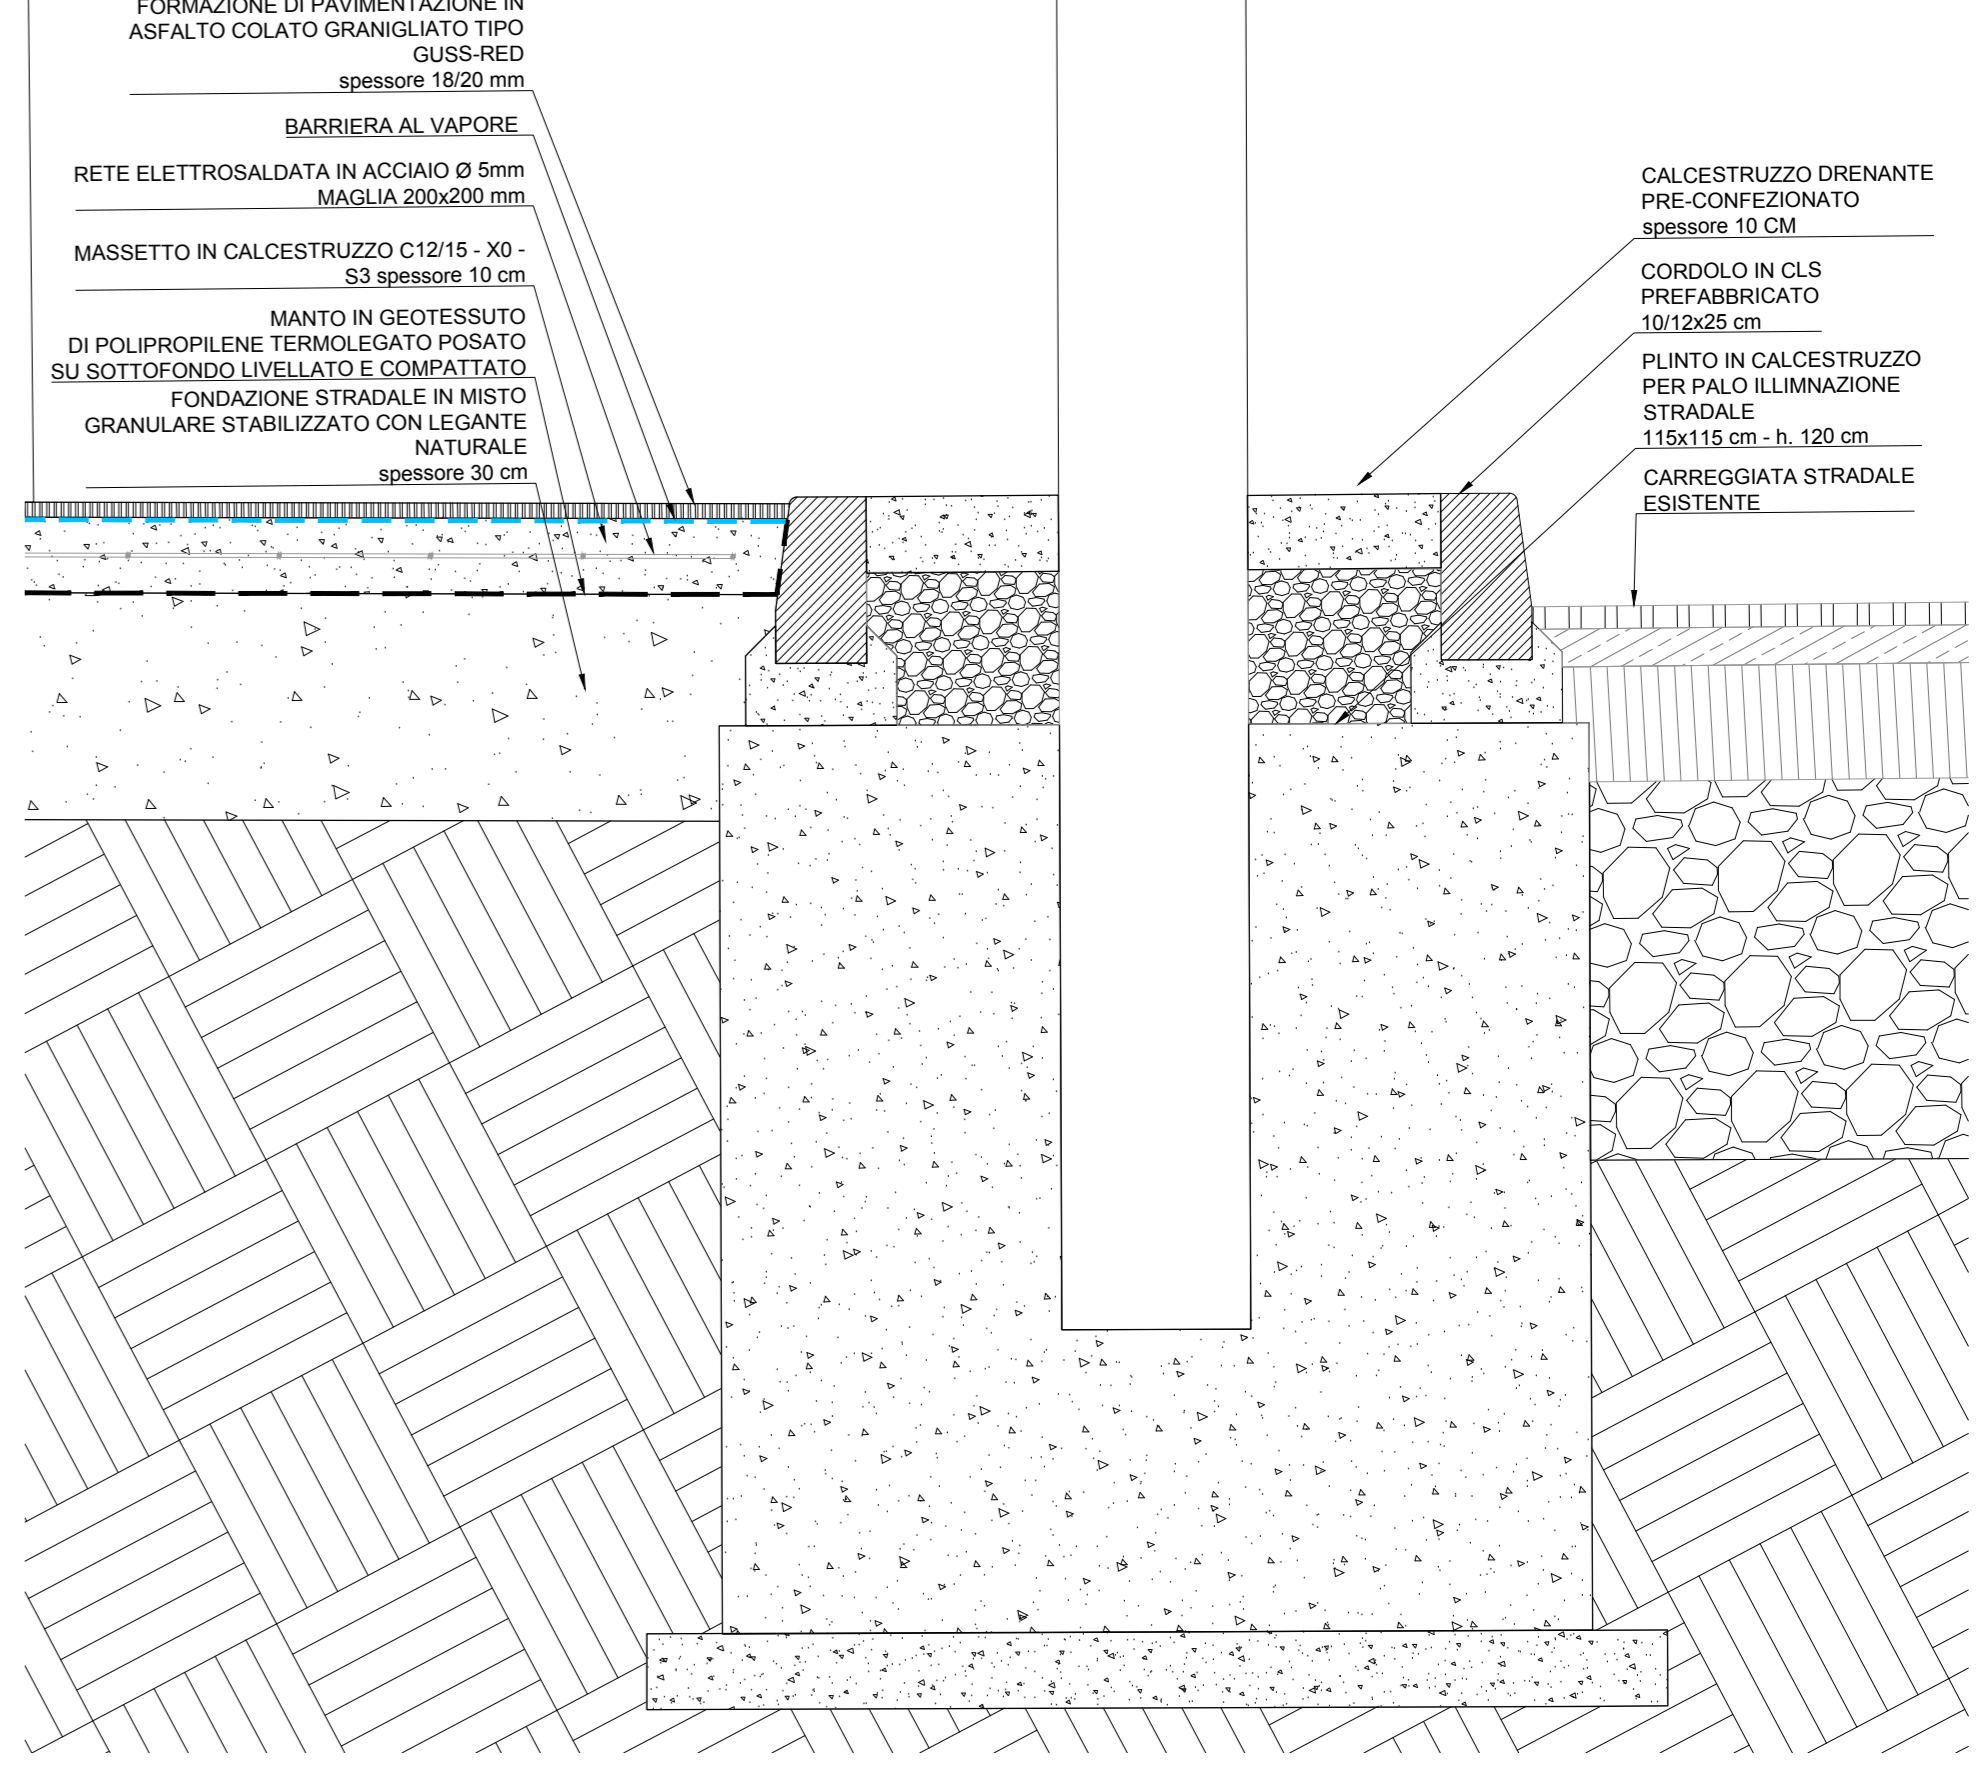 FORMAZIONE DI PAVIMENTAZIONE IN
ASFALTO COLATO GRANIGLIATO TIPO
GUSS-RED
spessore 18/20 mm
BARRIERA AL VAPORE
RETE ELETTROSALDATA IN ACCIAIO Ø 5mm
MAGLIA 200x200 mm
MASSETTO IN CALCESTRUZZO C12/15 - X0 -
S3 spessore 10 cm
MANTO IN GEOTESSUTO
DI POLIPROPILENE TERMOLEGATO POSATO
SU SOTTOFONDO LIVELLATO E COMPATTATO
FONDAZIONE STRADALE IN MISTO
GRANULARE STABILIZZATO CON LEGANTE
NATURALE
spessore 30 cm
CALCESTRUZZO DRENANTE
PRE-CONFEZIONATO
spessore 10 CM
CORDOLO IN CLS
PREFABBRICATO
10/12x25 cm
PLINTO IN CALCESTRUZZO
PER PALO ILLIMNAZIONE
STRADALE
115x115 cm - h. 120 cm
CARREGGIATA STRADALE
ESISTENTE